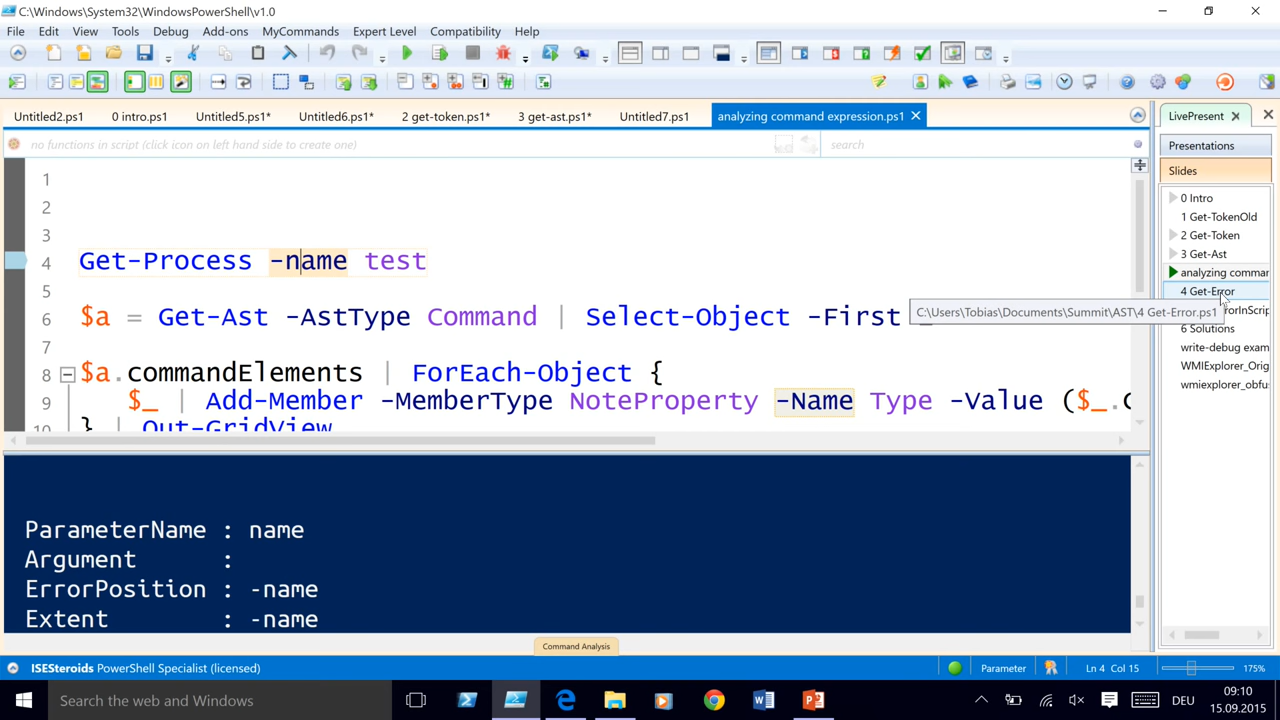 C:\Windows\System32\WindowsPowerShell\v1.0
File Edit View Tools Debug Add-ons MyCommands Expert Level Compatibility Help
Untitled2.ps1 0 intro.ps1 Untitled5.ps1* Untitled6.ps1* 2 get-token.ps1* 3 get-ast.ps1* Untitled7.ps1 analyzing command expression.ps1 LivePresent
no functions in script (click icon on left hand side to create one) search
Presentations
Slides
0 Intro
1 Get-TokenOld
2 Get-Token
3 Get-Ast
analyzing commar
4 Get-Error
C:\Users\Tobias\Documents\Summit\AST\4 Get-Error.ps1
orInScrip
6 Solutions
write-debug exam
WMIExplorer_Orig
wmiexplorer_obfu
1
2
3
4 Get-Process -name test
5
6 $a = Get-Ast -AstType Command | Select-Object -First
8 $a.commandElements | ForEach-Object {
9 $_ | Add-Member -MemberType NoteProperty -Name Type -Value ($_.
10 } | Out-GridView
ParameterName : name
Argument :
ErrorPosition : -name
Extent : -name
Command Analysis
ISESteroids PowerShell Specialist (licensed) Parameter Ln 4 Col 15 175%
Search the web and Windows DEU 09:10
15.09.2015